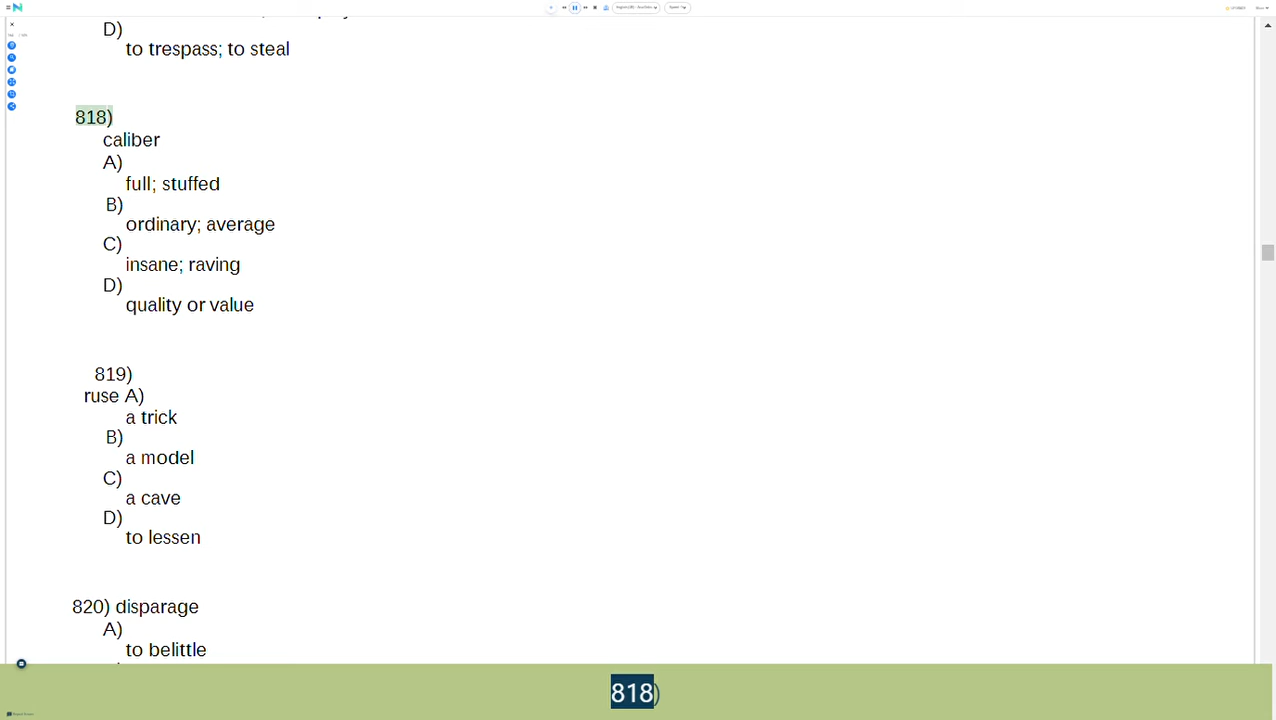 D)
to trespass; to steal
818)
caliber
A)
full; stuffed
B)
ordinary; average
C)
insane; raving
D)
quality or value
819)
ruse A)
a trick
B)
a model
C)
a cave
D)
to lessen
820) disparage
A)
to belittle
818)